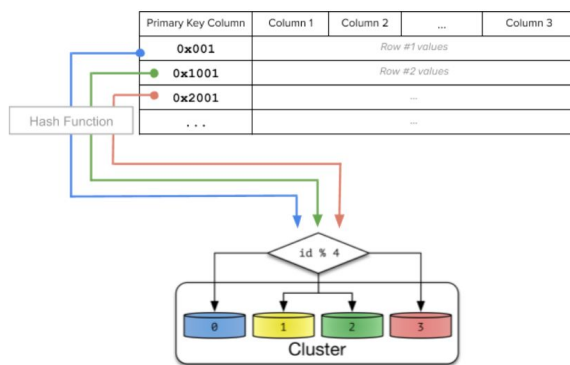 Primary Key Column Column 1 Column 2 ... Column 3
0x001 Row #1 values
0x1001 Row #2 values
0x2001 ...
... ...
Hash Function
id % 4
0 1 2 3
Cluster